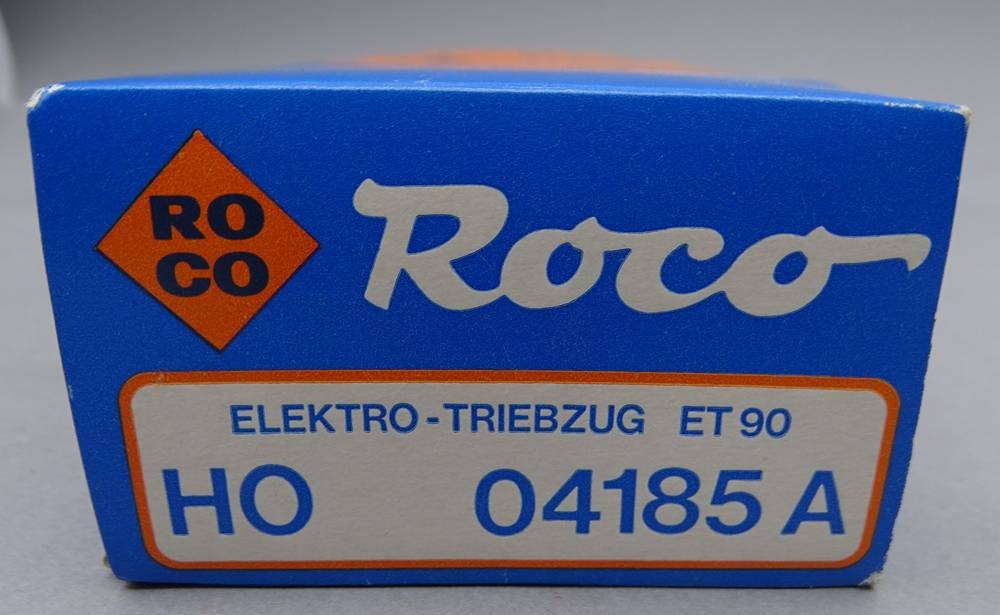 RO
CO
Roco
ELEKTRO-TRIEBZUG ET 90
HO 04185 A